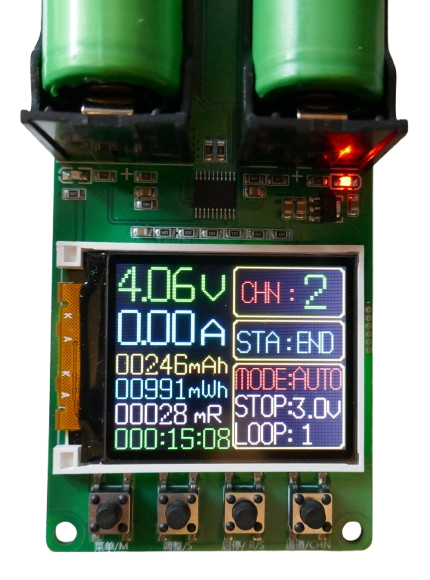 4.06V
CHN: 2
0.00A
STA:END
00246mAh
00991mWh
00028 mR
000:15:08
MODE:AUTO
STOP:3.0V
LOOP: 1
KAKA
菜单/M
调整/S
启停/ R/S
通道/CHN